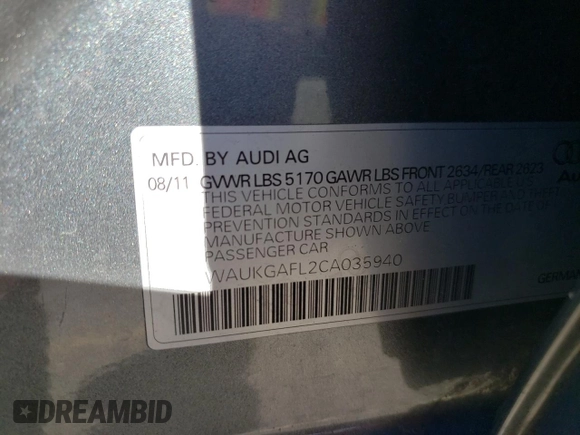 MFD. BY AUDI AG
08/11 GVWR LBS 5170 GAWR LBS FRONT 2634/REAR 2623
THIS VEHICLE CONFORMS TO ALL APPLICABLE U.S.
FEDERAL MOTOR VEHICLE SAFETY, BUMPER AND THEFT
PREVENTION STANDARDS IN EFFECT ON THE DATE OF
MANUFACTURE SHOWN ABOVE
PASSENGER CAR
WAUKGAFL2CA035940
DREAMBID